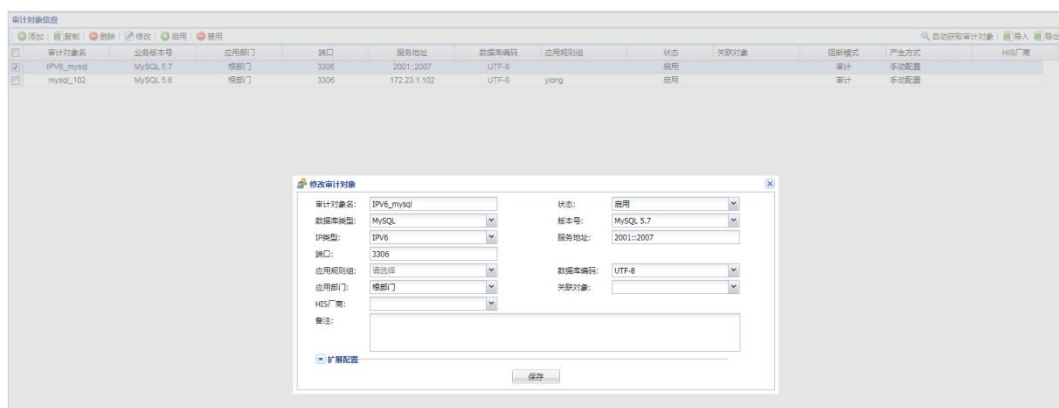 审计对象信息
添加 复制 删除 修改 启用 禁用 自动获取审计对象 导入 导出
审计对象名 业务版本号 应用部门 端口 服务地址 数据库编码 应用规则组 状态 关联对象 阻断模式 产生方式 HIS厂商
IPV6_mysql MySQL 5.7 根部门 3306 2001::2007 UTF-8 启用 审计 手动配置
mysql_102 MySQL 5.6 根部门 3306 172.23.1.102 UTF-8 yiong 启用 审计 手动配置
修改审计对象
审计对象名: IPV6_mysql 状态: 启用
数据库类型: MySQL 版本号: MySQL 5.7
IP类型: IPV6 服务地址: 2001::2007
端口: 3306
应用规则组: 请选择 数据库编码: UTF-8
应用部门: 根部门 关联对象:
HIS厂商:
备注:
扩展配置
保存